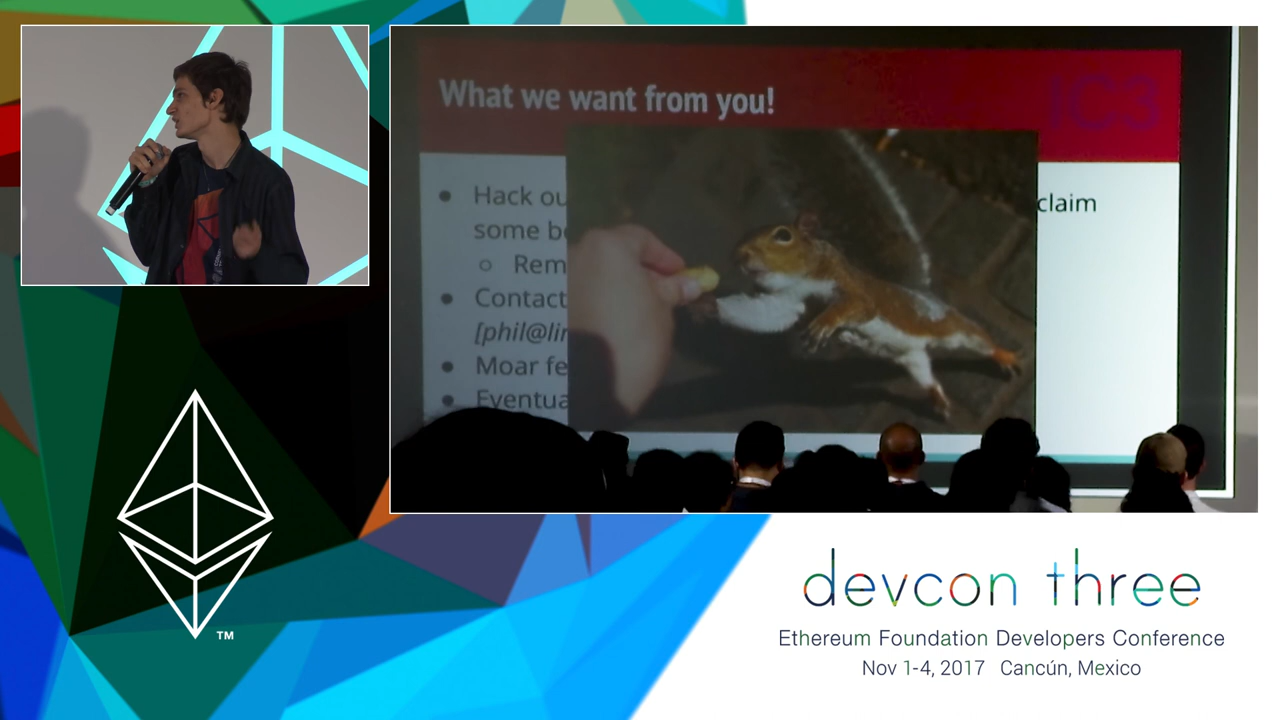 What we want from you!
IC3
Hack ou
claim
some be
Rem
Contact
[phil@lin
Moar fe
Eventua
TM
devcon three
Ethereum Foundation Developers Conference
Nov 1-4, 2017 Cancún, Mexico